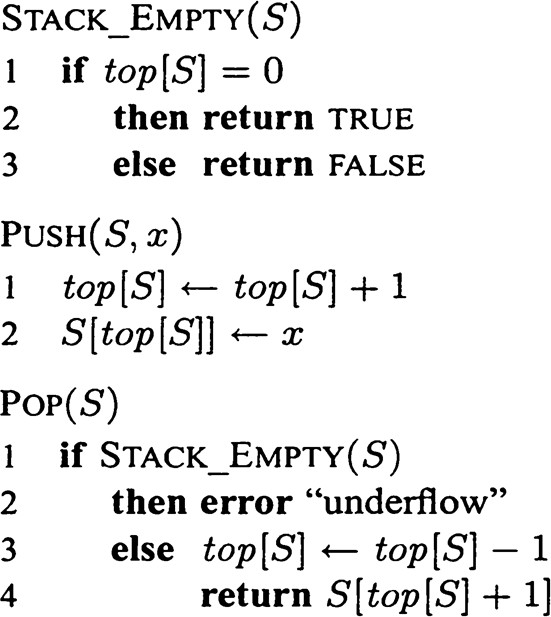 STACK_EMPTY(S)
1 if top[S] = 0
2 then return TRUE
3 else return FALSE
PUSH(S, x)
1 top[S] ← top[S] + 1
2 S[top[S]] ← x
POP(S)
1 if STACK_EMPTY(S)
2 then error “underflow”
3 else top[S] ← top[S] − 1
4 return S[top[S] + 1]